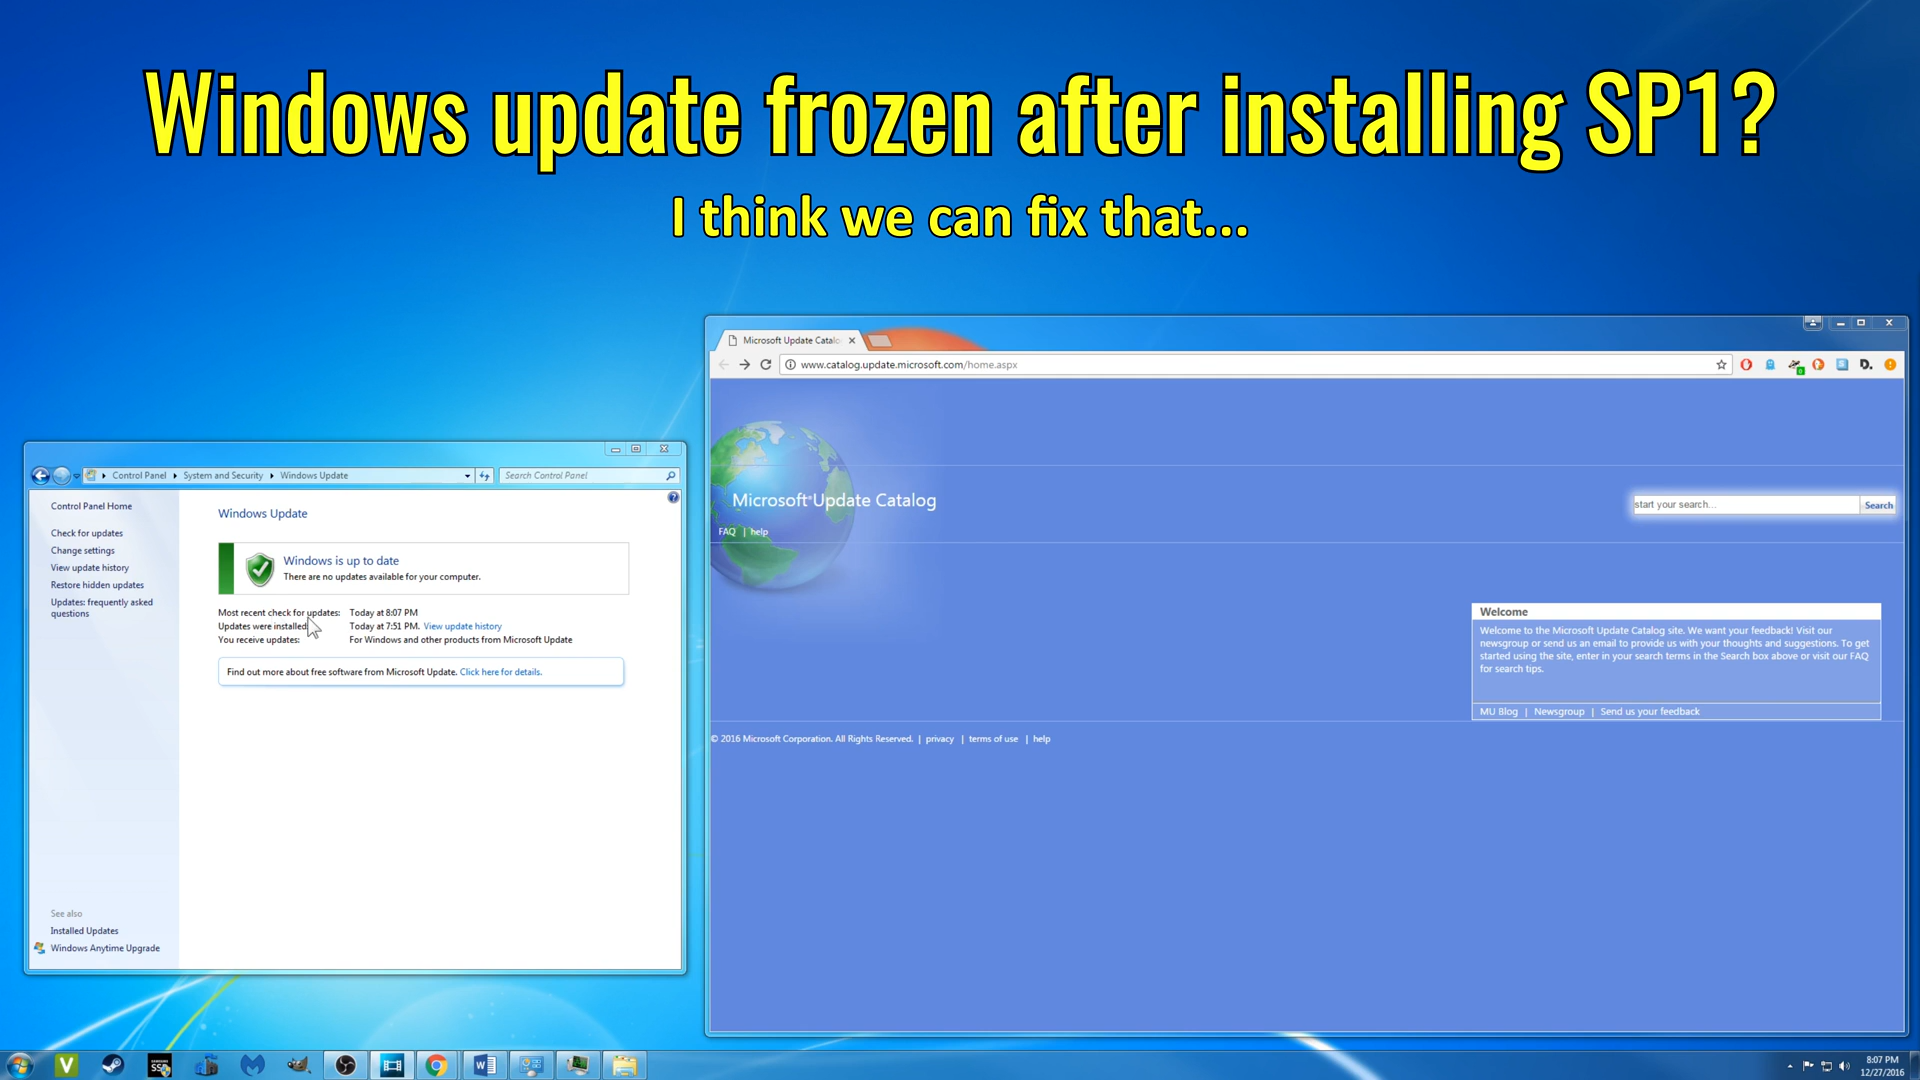 Windows update frozen after installing SP1?
I think we can fix that...
Microsoft Update Catalo
www.catalog.update.microsoft.com/home.aspx
Microsoft Update Catalog
FAQ | help
start your search...
Search
Welcome
Welcome to the Microsoft Update Catalog site. We want your feedback! Visit our
newsgroup or send us an email to provide us with your thoughts and suggestions. To get
started using the site, enter in your search terms in the Search box above or visit our FAQ
for search tips.
MU Blog | Newsgroup | Send us your feedback
© 2016 Microsoft Corporation. All Rights Reserved. | privacy | terms of use | help
Control Panel
System and Security
Windows Update
Search Control Panel
Control Panel Home
Check for updates
Change settings
View update history
Restore hidden updates
Updates: frequently asked
questions
See also
Installed Updates
Windows Anytime Upgrade
Windows Update
Windows is up to date
There are no updates available for your computer.
Most recent check for updates: Today at 8:07 PM
Updates were installed: Today at 7:51 PM. View update history
You receive updates: For Windows and other products from Microsoft Update
Find out more about free software from Microsoft Update. Click here for details.
8:07 PM
12/27/2016